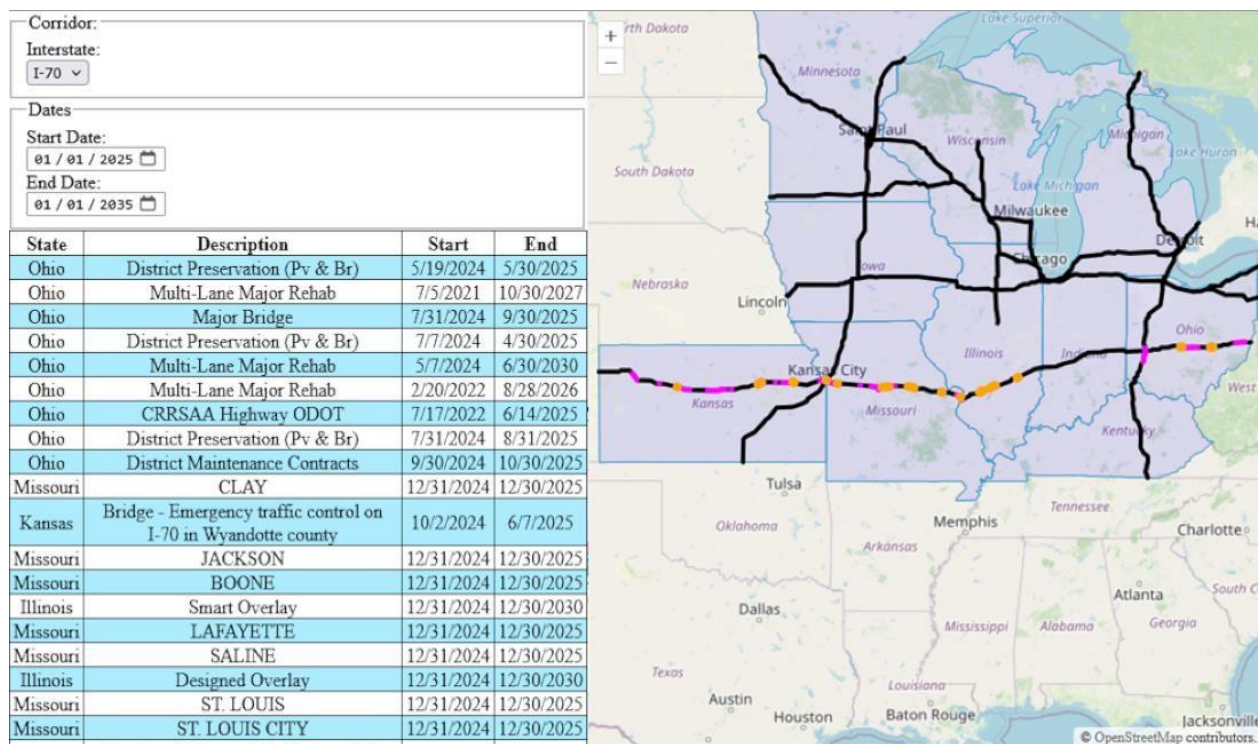 Corridor:
Interstate:
I-70
Dates
Start Date:
01 / 01 / 2025
End Date:
01 / 01 / 2035
State Description Start End
Ohio District Preservation (Pv & Br) 5/19/2024 5/30/2025
Ohio Multi-Lane Major Rehab 7/5/2021 10/30/2027
Ohio Major Bridge 7/31/2024 9/30/2025
Ohio District Preservation (Pv & Br) 7/7/2024 4/30/2025
Ohio Multi-Lane Major Rehab 5/7/2024 6/30/2030
Ohio Multi-Lane Major Rehab 2/20/2022 8/28/2026
Ohio CRRSAA Highway ODOT 7/17/2022 6/14/2025
Ohio District Preservation (Pv & Br) 7/31/2024 8/31/2025
Ohio District Maintenance Contracts 9/30/2024 10/30/2025
Missouri CLAY 12/31/2024 12/30/2025
Kansas Bridge - Emergency traffic control on
I-70 in Wyandotte county 10/2/2024 6/7/2025
Missouri JACKSON 12/31/2024 12/30/2025
Missouri BOONE 12/31/2024 12/30/2025
Illinois Smart Overlay 12/31/2024 12/30/2030
Missouri LAFAYETTE 12/31/2024 12/30/2025
Missouri SALINE 12/31/2024 12/30/2025
Illinois Designed Overlay 12/31/2024 12/30/2030
Missouri ST. LOUIS 12/31/2024 12/30/2025
Missouri ST. LOUIS CITY 12/31/2024 12/30/2025
+
−
rth Dakota
Lake Superior
Minnesota
Saint Paul
Wisconsin
Michigan
Lake Huron
South Dakota
Lake Michigan
Milwaukee
Ha
Detroit
Chicago
Iowa
Nebraska
Lincoln
Ohio
Illinois
Indiana
Kansas City
West
Kansas
Missouri
Kentucky
Tulsa
Tennessee
Memphis
Oklahoma
Charlotte
Arkansas
Atlanta
South C
Dallas
Mississippi
Alabama
Georgia
Texas
Louisiana
Austin
Houston
Baton Rouge
Jacksonville
© OpenStreetMap contributors.